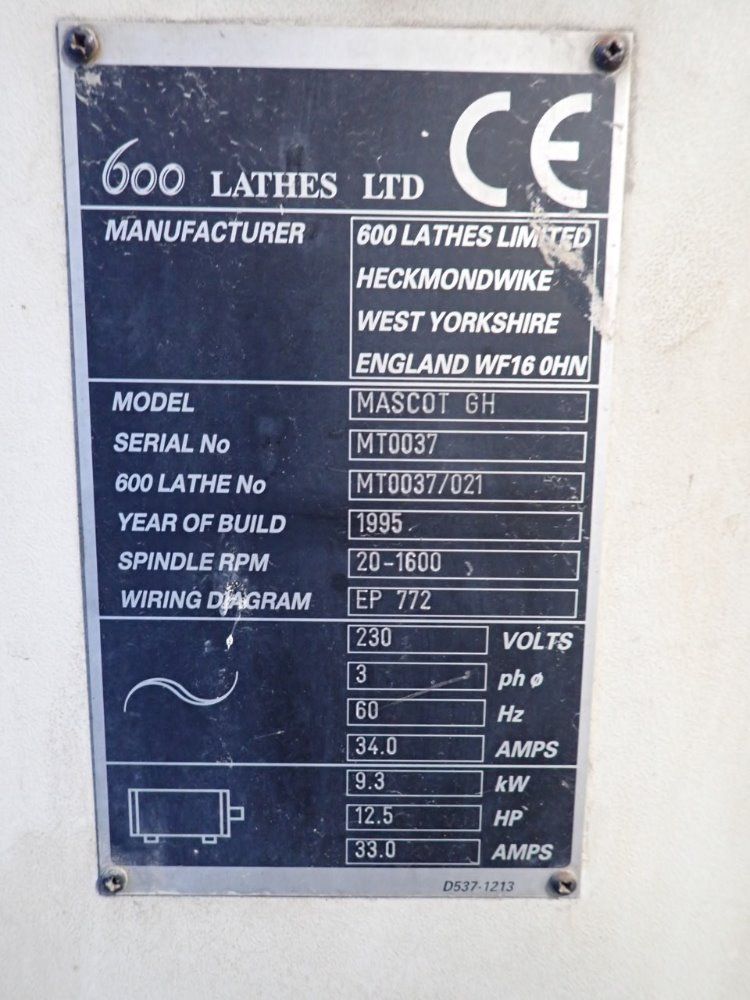 600 LATHES LTD CE
MANUFACTURER 600 LATHES LIMITED
HECKMONDWIKE
WEST YORKSHIRE
ENGLAND WF16 0HN
MODEL MASCOT GH
SERIAL No MT0037
600 LATHE No MT0037/021
YEAR OF BUILD 1995
SPINDLE RPM 20-1600
WIRING DIAGRAM EP 772
230 VOLTS
3 ph ø
60 Hz
34.0 AMPS
9.3 kW
12.5 HP
33.0 AMPS
D537-1213